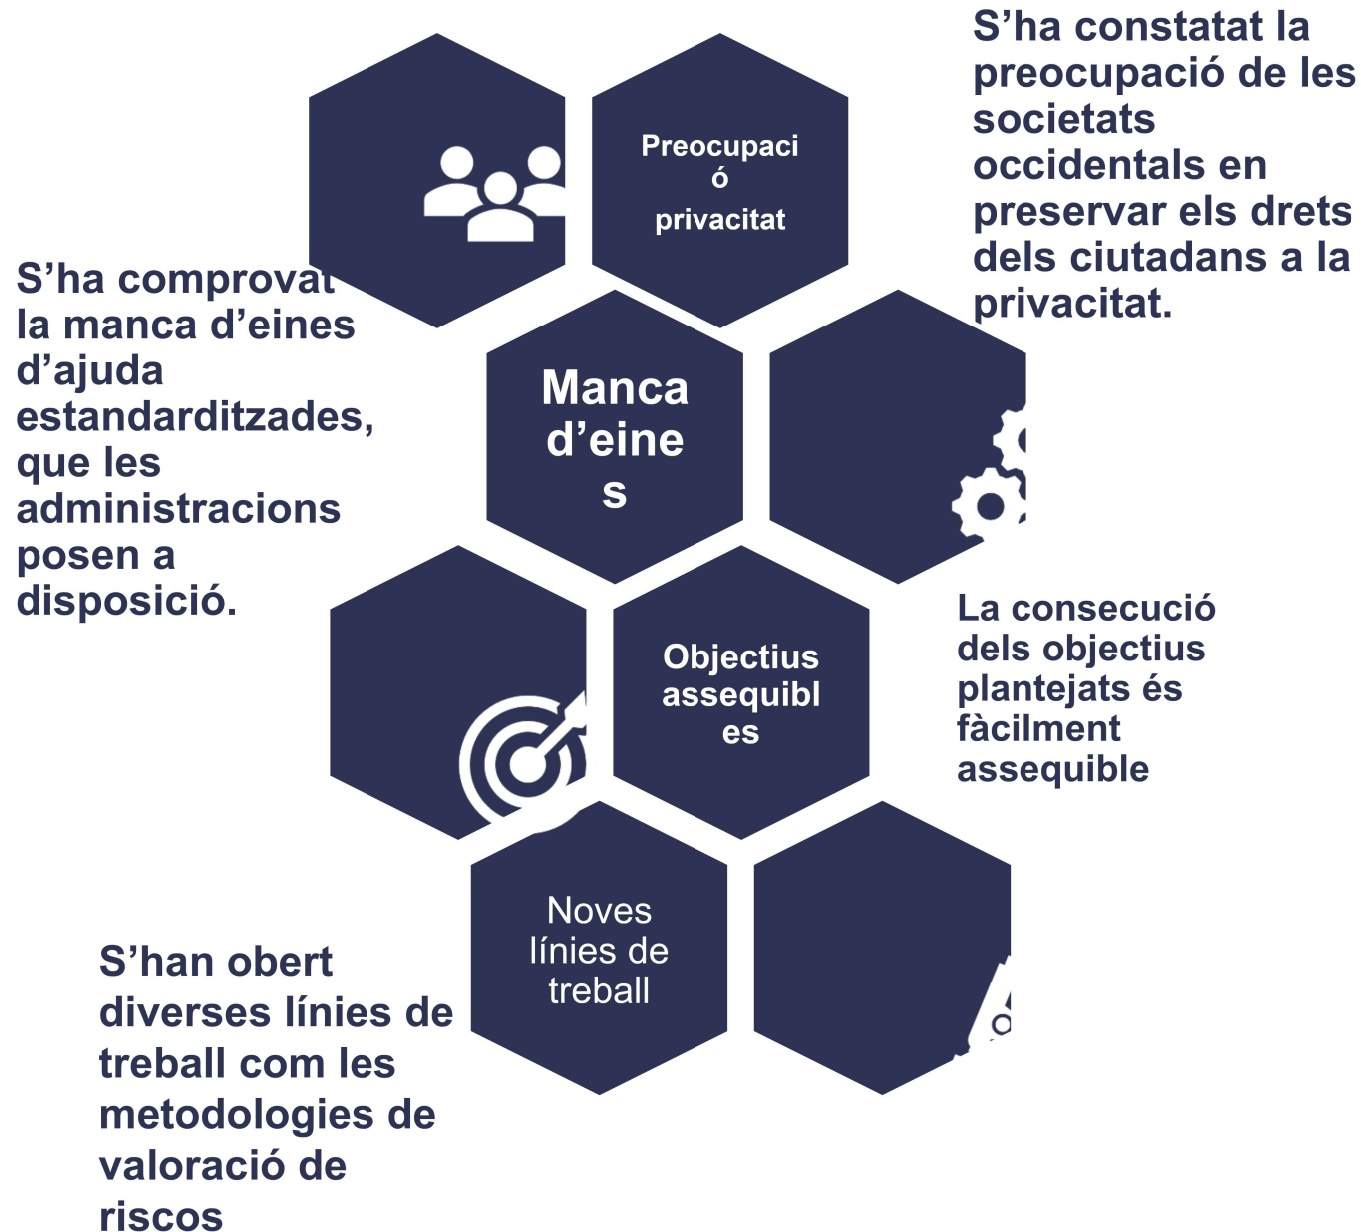 Preocupaci
ó
privacitat
S’ha constatat la
preocupació de les
societats
occidentals en
preservar els drets
dels ciutadans a la
privacitat.
S’ha comprovat
la manca d’eines
d’ajuda
estandarditzades,
que les
administracions
posen a
disposició.
Manca
d’eine
s
Objectius
assequibl
es
La consecució
dels objectius
plantejats és
fàcilment
assequible
Noves
línies de
treball
S’han obert
diverses línies de
treball com les
metodologies de
valoració de
riscos